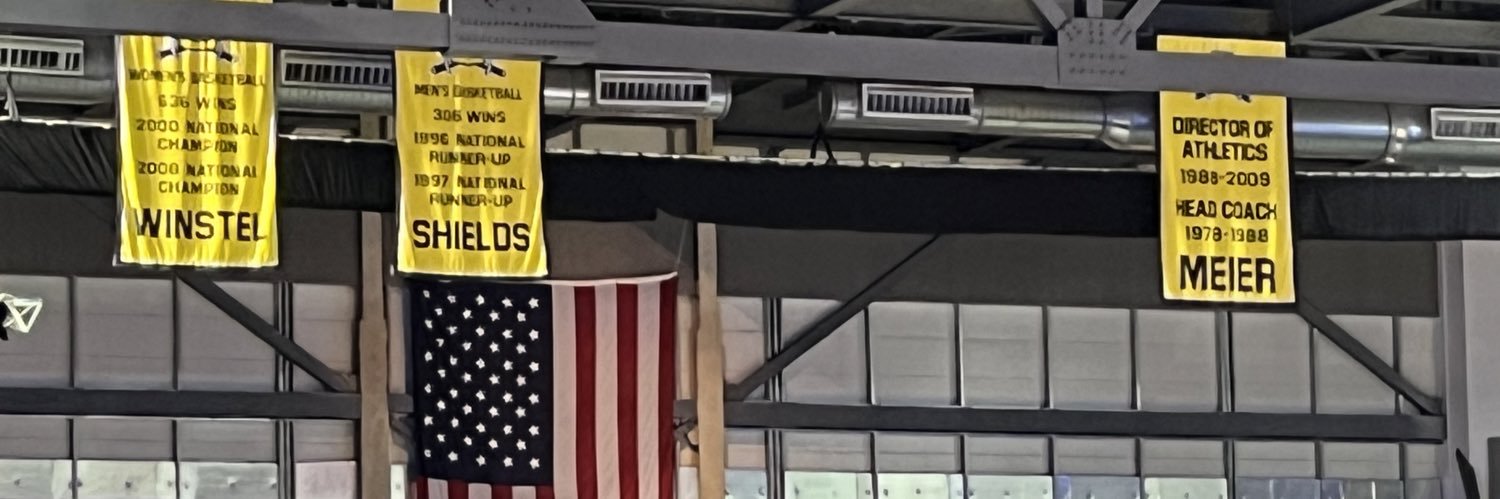 WOMEN'S BASKETBALL
636 WINS
2000 NATIONAL
CHAMPION
2008 NATIONAL
CHAMPION
WINSTEL
MEN'S BASKETBALL
306 WINS
1996 NATIONAL
RUNNER-UP
1997 NATIONAL
RUNNER-UP
SHIELDS
DIRECTOR OF
ATHLETICS
1988-2009
HEAD COACH
1978-1988
MEIER